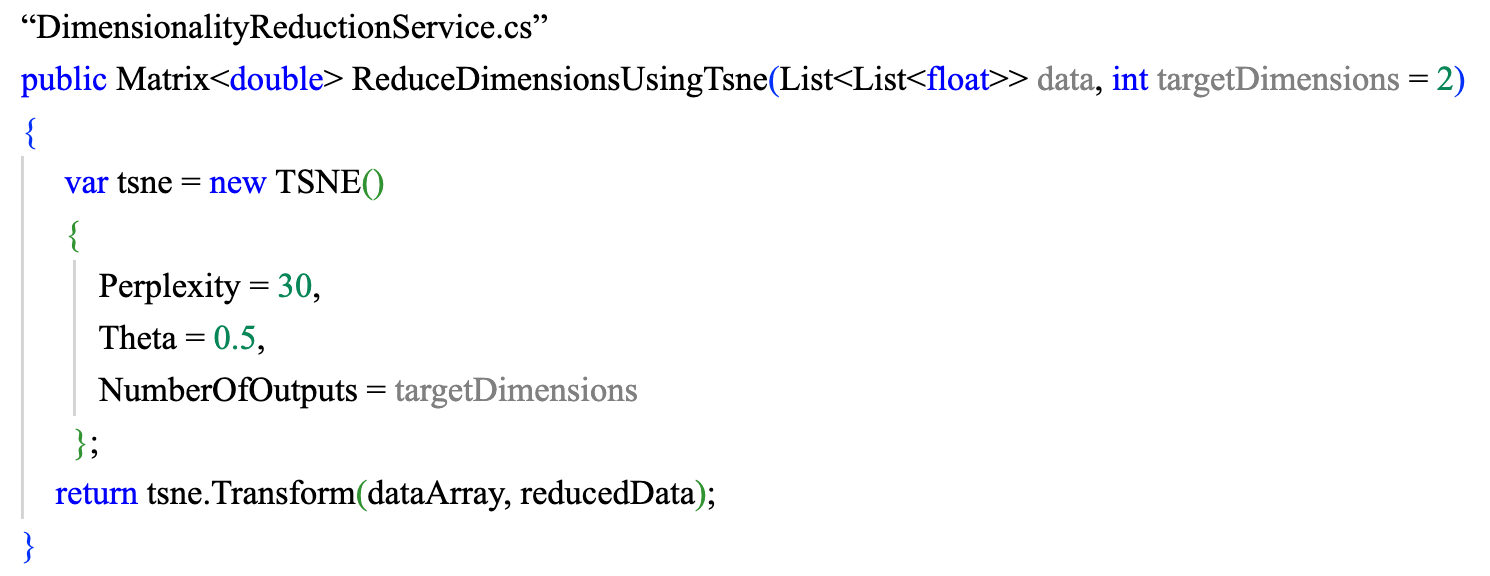 “DimensionalityReductionService.cs”
public Matrix<double> ReduceDimensionsUsingTsne(List<List<float>> data, int targetDimensions = 2)
{
var tsne = new TSNE()
{
Perplexity = 30,
Theta = 0.5,
NumberOfOutputs = targetDimensions
};
return tsne.Transform(dataArray, reducedData);
}